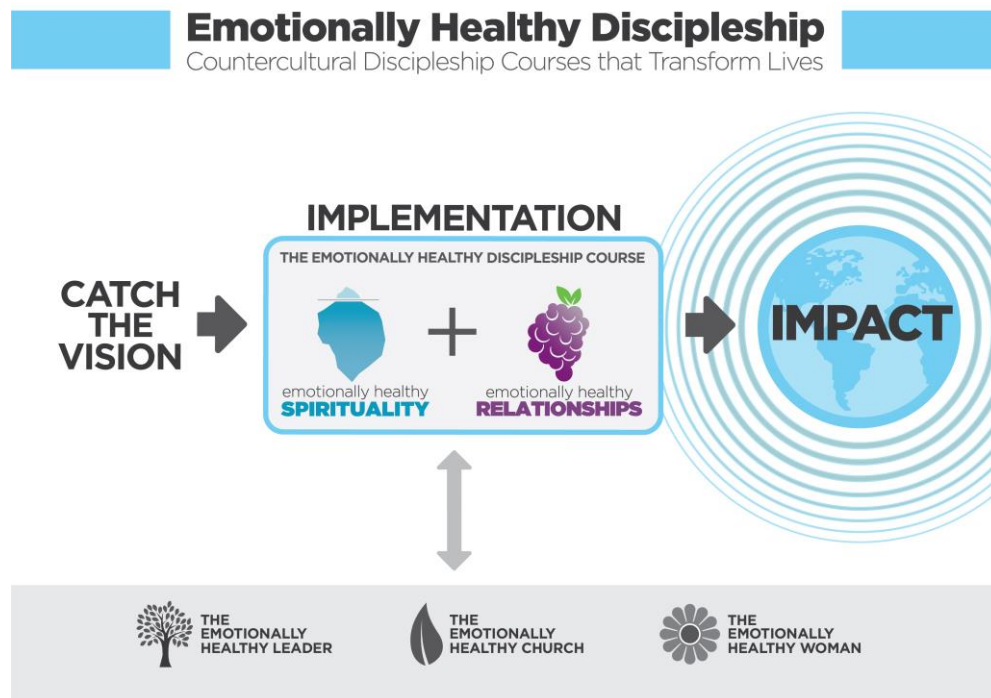 Emotionally Healthy Discipleship
Countercultural Discipleship Courses that Transform Lives
CATCH
THE
VISION
IMPLEMENTATION
THE EMOTIONALLY HEALTHY DISCIPLESHIP COURSE
emotionally healthy
SPIRITUALITY
+
emotionally healthy
RELATIONSHIPS
IMPACT
THE
EMOTIONALLY
HEALTHY LEADER
THE
EMOTIONALLY
HEALTHY CHURCH
THE
EMOTIONALLY
HEALTHY WOMAN